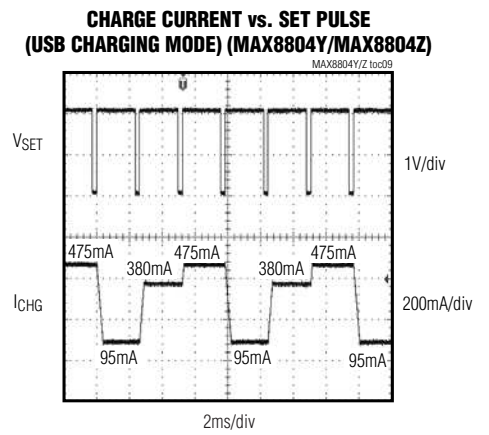 CHARGE CURRENT vs. SET PULSE
(USB CHARGING MODE) (MAX8804Y/MAX8804Z)
MAX8804Y/Z toc09
T
VSET
1V/div
475mA
380mA
475mA
380mA
475mA
ICHG
200mA/div
95mA
95mA
95mA
2ms/div